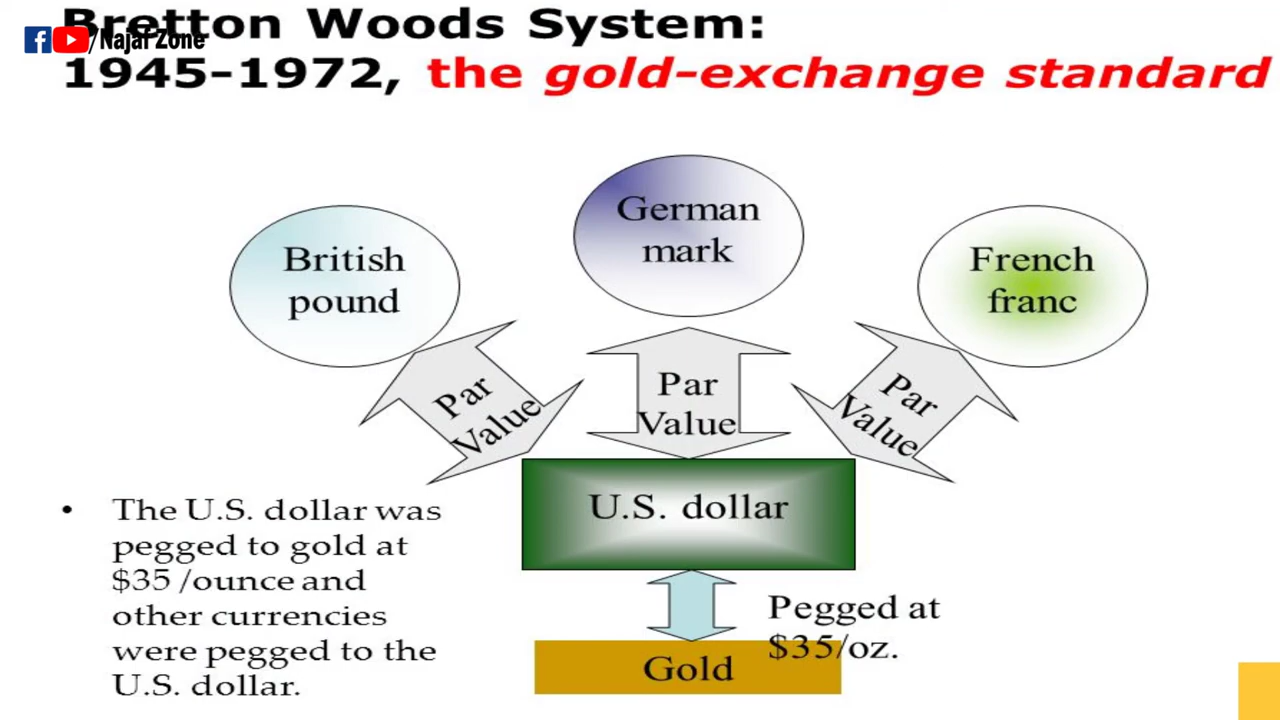 Bretton Woods System:
/Najaf Zone
1945-1972, the gold-exchange standard
British
pound
German
mark
French
franc
Par
Value
Par
Value
Par
Value
U.S. dollar
• The U.S. dollar was
pegged to gold at
$35 /ounce and
other currencies
were pegged to the
U.S. dollar.
Pegged at
$35/oz.
Gold